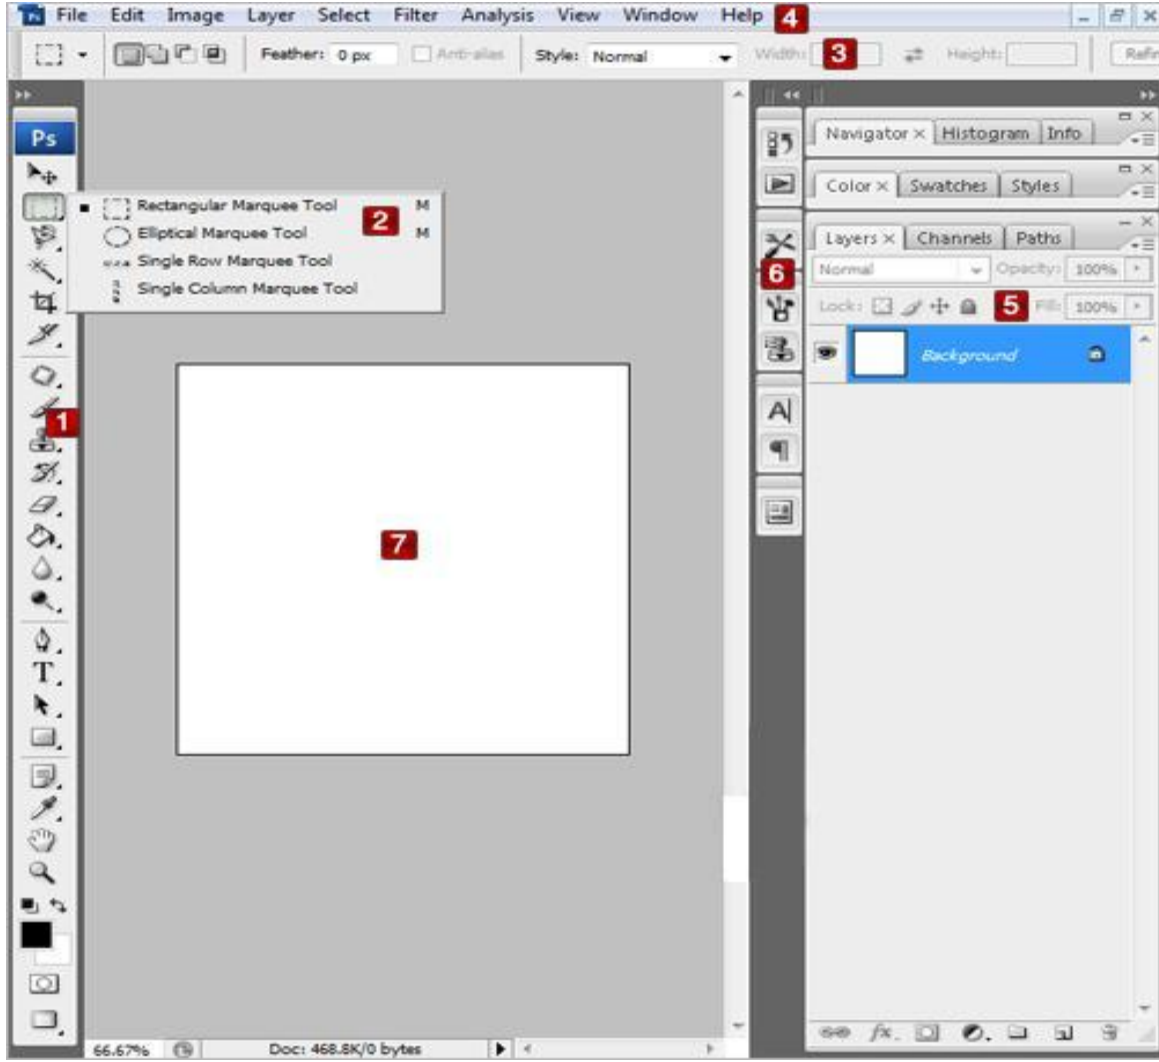 Ps File Edit Image Layer Select Filter Analysis View Window Help 4
Feather: 0 px Anti-alias Style: Normal Width: 3 Height:
Ps
Navigator × Histogram Info
Color × Swatches Styles
Rectangular Marquee Tool 2 M
Elliptical Marquee Tool M
Single Row Marquee Tool
Single Column Marquee Tool
Layers × Channels Paths
6 Normal Opacity: 100%
Lock: 5 Fill: 100%
Background
1
A
¶
7
T
66.67% Doc: 468.8K/0 bytes
fx.